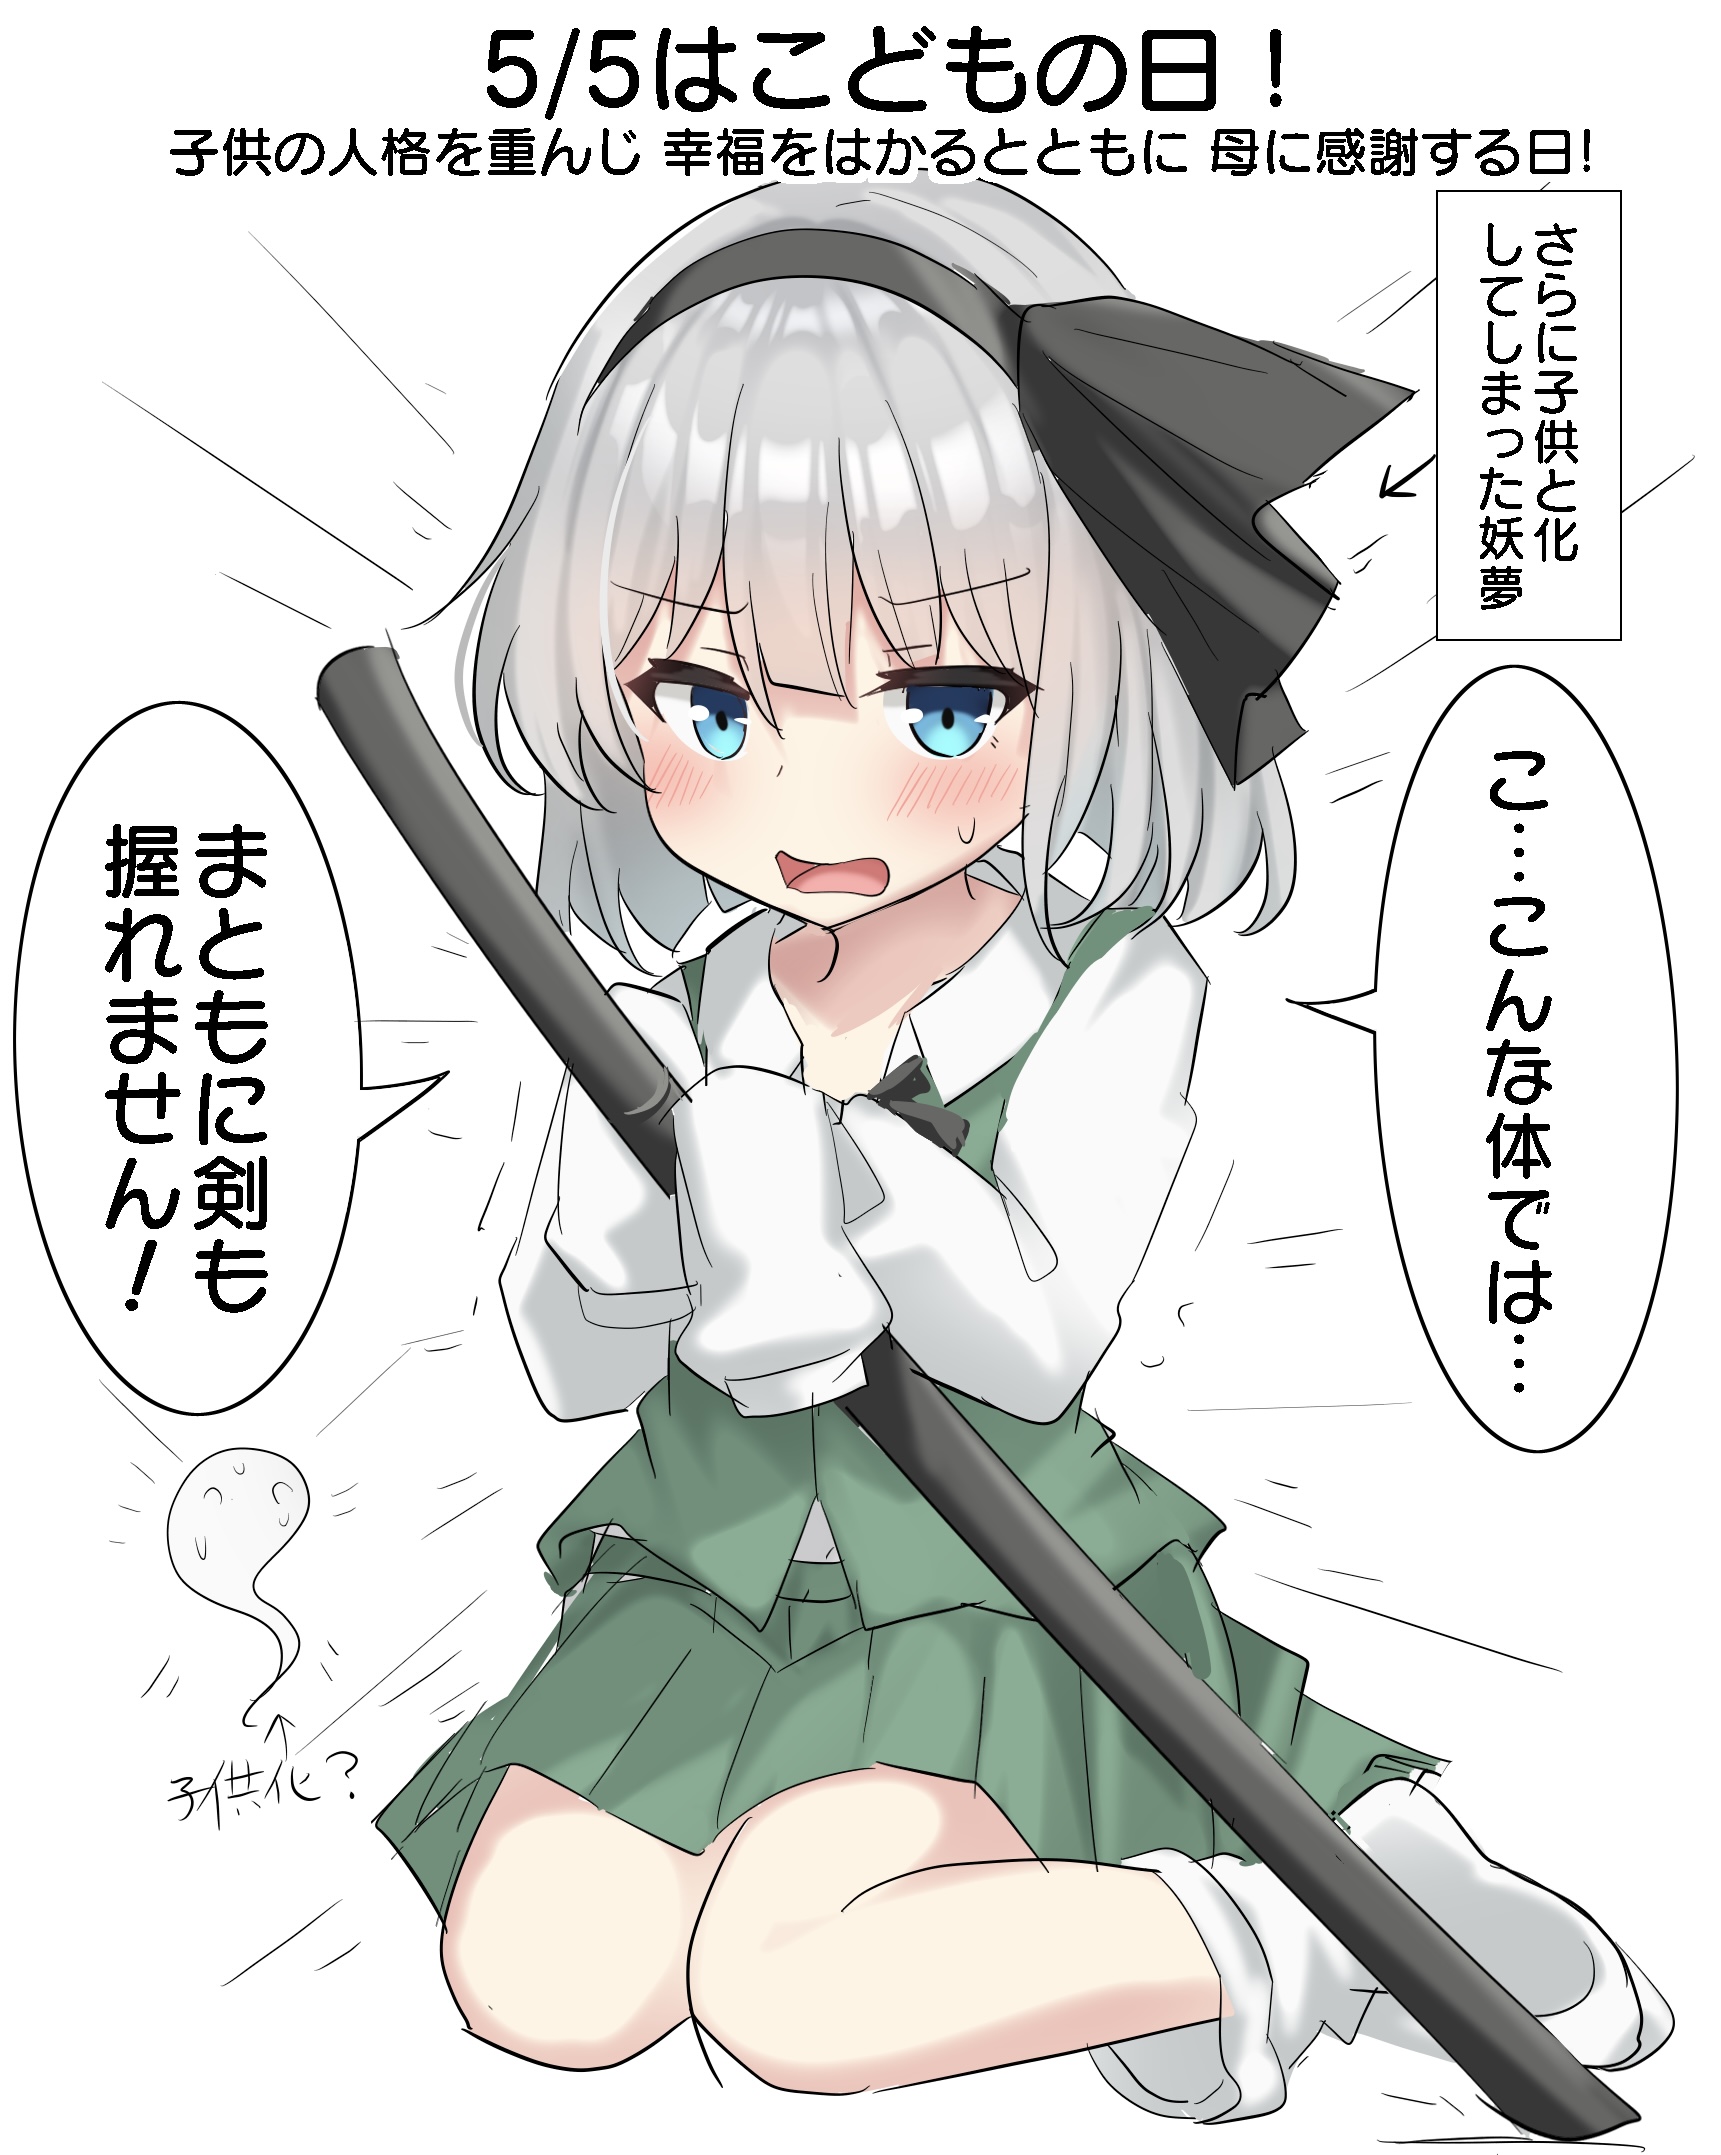 5/5はこどもの日！
子供の人格を重んじ 幸福をはかるとともに 母に感謝する日!
さらに子供と化
してしまった妖夢
こ…こんな体では…
まともに剣も
握れません！
子供化？